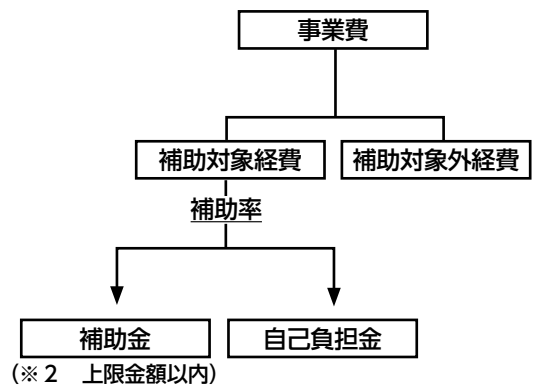 事業費
補助対象経費
補助対象外経費
補助率
補助金
自己負担金
(※2 上限金額以内)